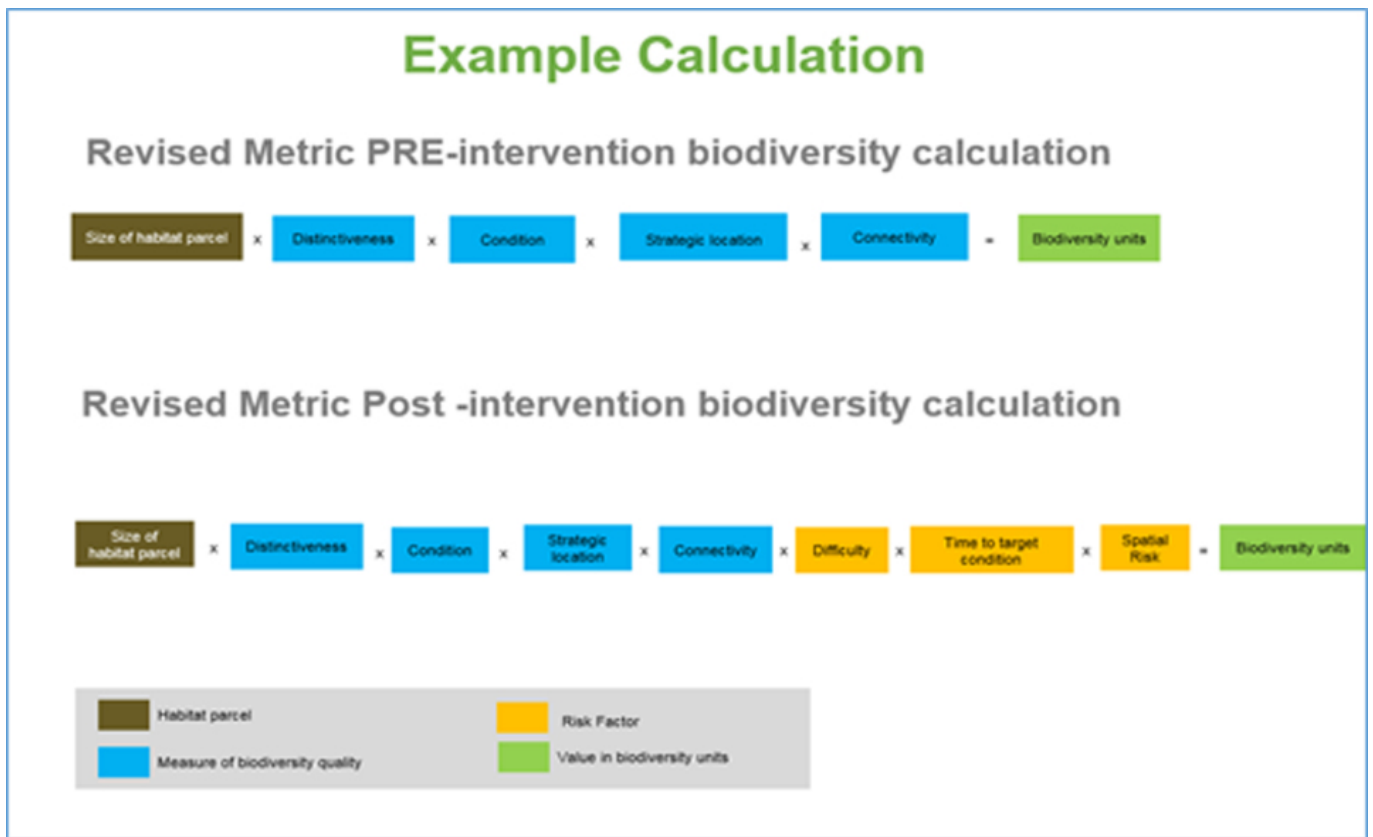 Example Calculation
Revised Metric PRE-intervention biodiversity calculation
Size of habitat parcel x Distinctiveness x Condition x Strategic location x Connectivity = Biodiversity units
Revised Metric Post -intervention biodiversity calculation
Size of habitat parcel x Distinctiveness x Condition x Strategic location x Connectivity x Difficulty x Time to target condition x Spatial Risk = Biodiversity units
Habitat parcel
Risk Factor
Measure of biodiversity quality
Value in biodiversity units